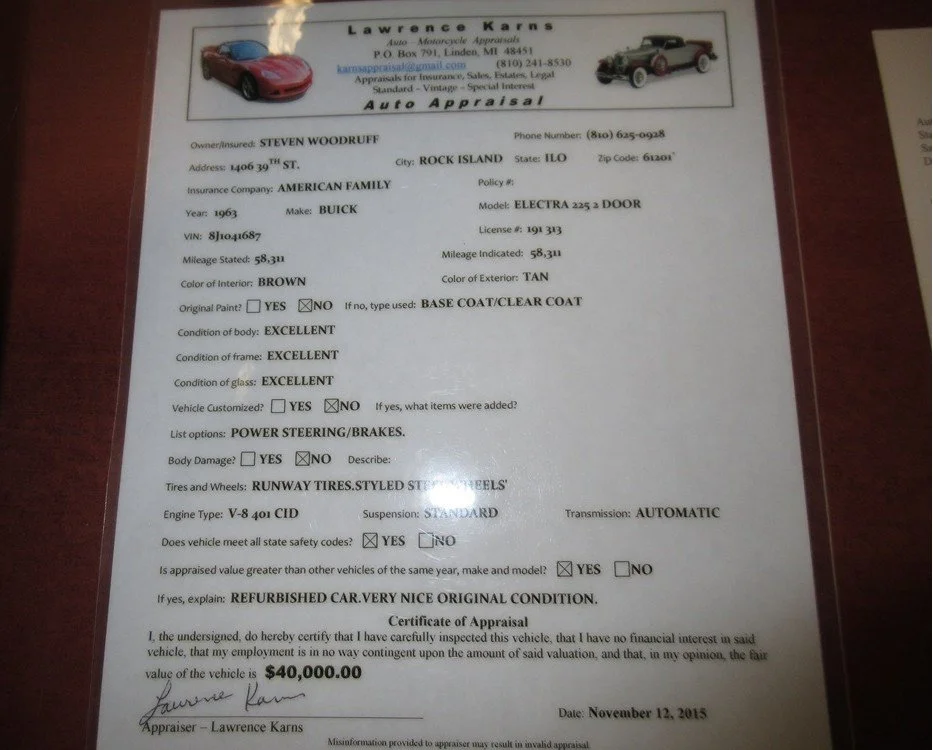 Lawrence Karns
Auto - Motorcycle Appraisals
P.O. Box 791, Linden, MI 48451
karnsappraisal@gmail.com (810) 241-8530
Appraisals for Insurance, Sales, Estates, Legal
Standard – Vintage – Special Interest
Auto Appraisal
Owner/Insured: STEVEN WOODRUFF Phone Number: (810) 625-0928
Address: 1406 39TH ST. City: ROCK ISLAND State: ILO Zip Code: 61201'
Insurance Company: AMERICAN FAMILY Policy #:
Year: 1963 Make: BUICK Model: ELECTRA 225 2 DOOR
VIN: 8J1041687 License #: 191 313
Mileage Stated: 58,311 Mileage Indicated: 58,311
Color of Interior: BROWN Color of Exterior: TAN
Original Paint? ☐ YES ☒ NO If no, type used: BASE COAT/CLEAR COAT
Condition of body: EXCELLENT
Condition of frame: EXCELLENT
Condition of glass: EXCELLENT
Vehicle Customized? ☐ YES ☒ NO If yes, what items were added?
List options: POWER STEERING/BRAKES.
Body Damage? ☐ YES ☒ NO Describe:
Tires and Wheels: RUNWAY TIRES.STYLED STEEL WHEELS'
Engine Type: V-8 401 CID Suspension: STANDARD Transmission: AUTOMATIC
Does vehicle meet all state safety codes? ☒ YES ☐ NO
Is appraised value greater than other vehicles of the same year, make and model? ☒ YES ☐ NO
If yes, explain: REFURBISHED CAR.VERY NICE ORIGINAL CONDITION.
Certificate of Appraisal
I, the undersigned, do hereby certify that I have carefully inspected this vehicle, that I have no financial interest in said
vehicle, that my employment is in no way contingent upon the amount of said valuation, and that, in my opinion, the fair
value of the vehicle is $40,000.00
Lawrence Karns
Appraiser – Lawrence Karns Date: November 12, 2015
Misinformation provided to appraiser may result in invalid appraisal.